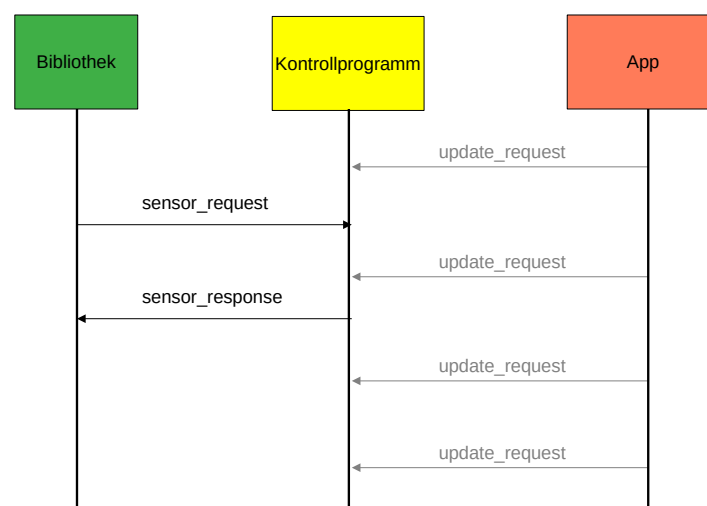 Bibliothek
Kontrollprogramm
App
update_request
sensor_request
update_request
sensor_response
update_request
update_request